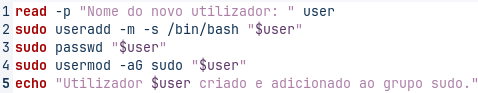 1 read -p "Nome do novo utilizador: " user
2 sudo useradd -m -s /bin/bash "$user"
3 sudo passwd "$user"
4 sudo usermod -aG sudo "$user"
5 echo "Utilizador $user criado e adicionado ao grupo sudo."